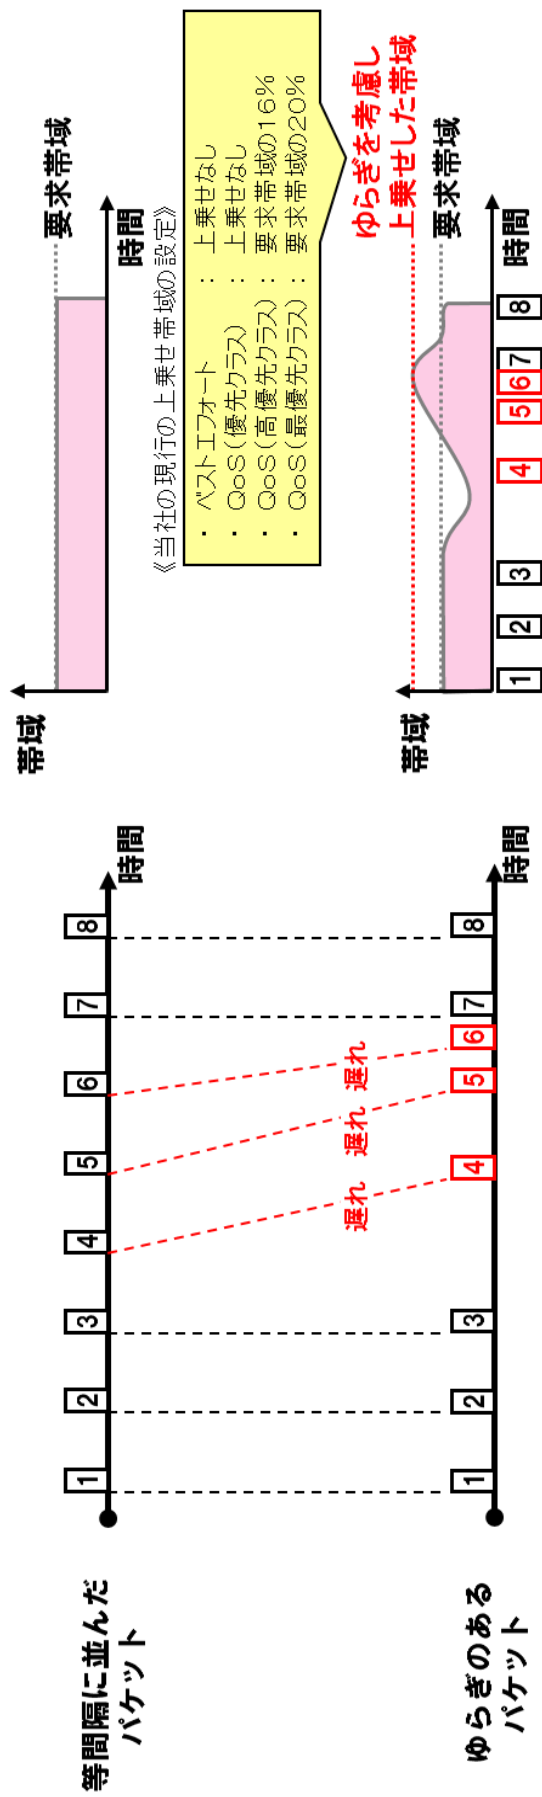 等間隔に並んだ
パケット
1 2 3 4 5 6 7 8
時間
遅れ 遅れ 遅れ
ゆらぎのある
パケット
1 2 3 4 5 6 7 8
時間
帯域
要求帯域
時間
《当社の現行の上乗せ帯域の設定》
・ ベストエフォート : 上乗せなし
・ QoS(優先クラス) : 上乗せなし
・ QoS(高優先クラス) : 要求帯域の16%
・ QoS(最優先クラス) : 要求帯域の20%
ゆらぎを考慮し
上乗せした帯域
帯域
要求帯域
時間
1 2 3 4 5 6 7 8